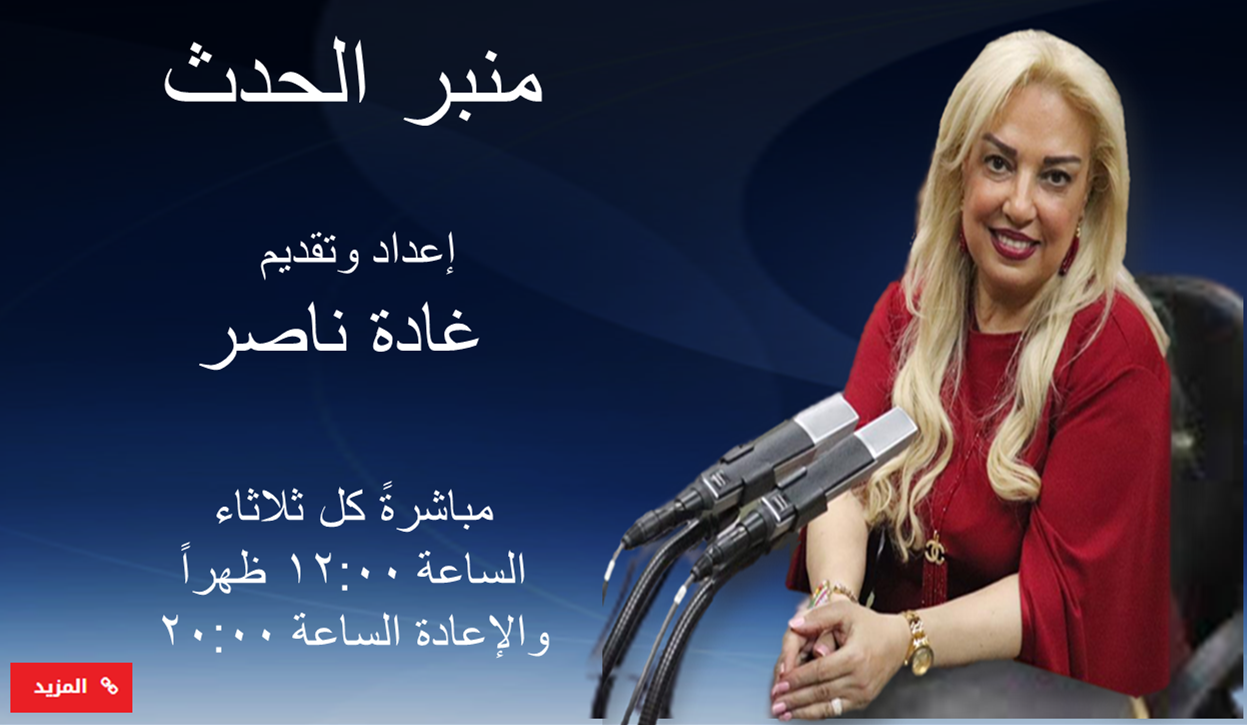 منبر الحدث
إعداد وتقديم
غادة ناصر
مباشرةً كل ثلاثاء
الساعة ١٢:٠٠ ظهراً
والإعادة الساعة ٢٠:٠٠
المزيد